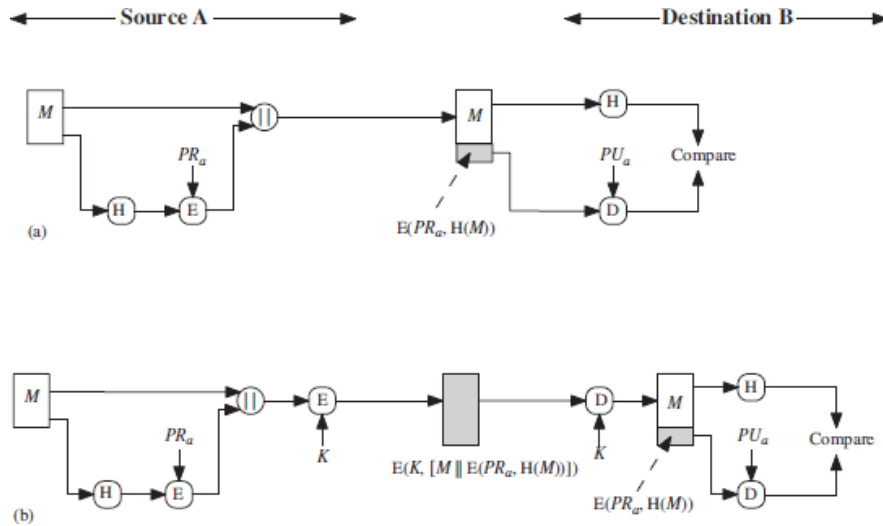 Source A
Destination B
M
||
M
H
PRa
PUa
Compare
H
E
D
E(PRa, H(M))
(a)
M
||
E
D
M
H
PRa
K
E(K, [M || E(PRa, H(M))])
K
PUa
Compare
H
E
E(PRa, H(M))
D
(b)